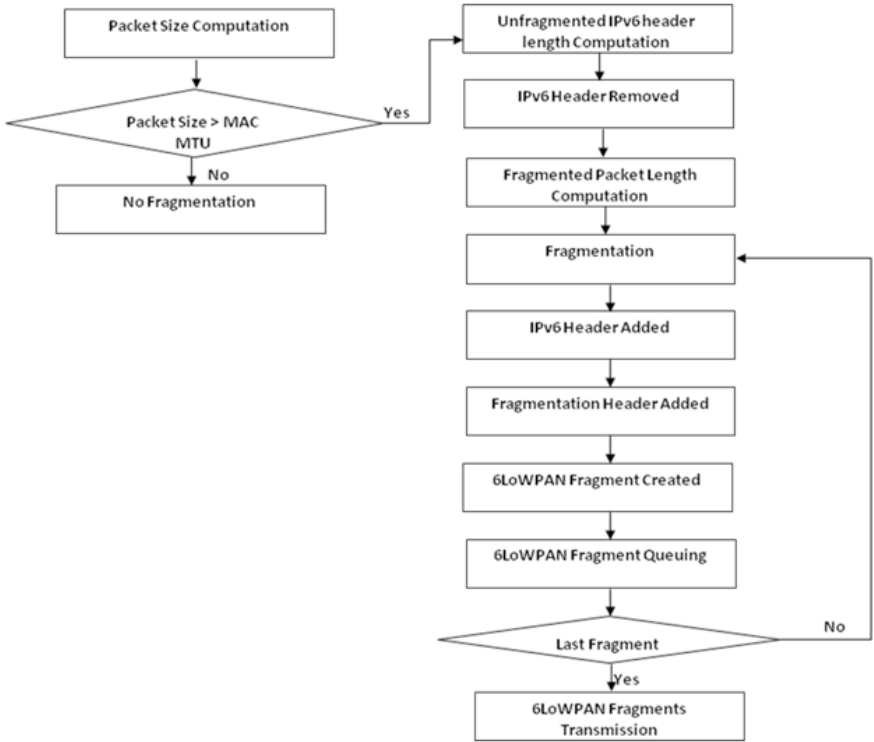 Packet Size Computation
Packet Size > MAC
MTU
Yes
No
No Fragmentation
Unfragmented IPv6 header
length Computation
IPv6 Header Removed
Fragmented Packet Length
Computation
Fragmentation
IPv6 Header Added
Fragmentation Header Added
6LoWPAN Fragment Created
6LoWPAN Fragment Queuing
Last Fragment
No
Yes
6LoWPAN Fragments
Transmission